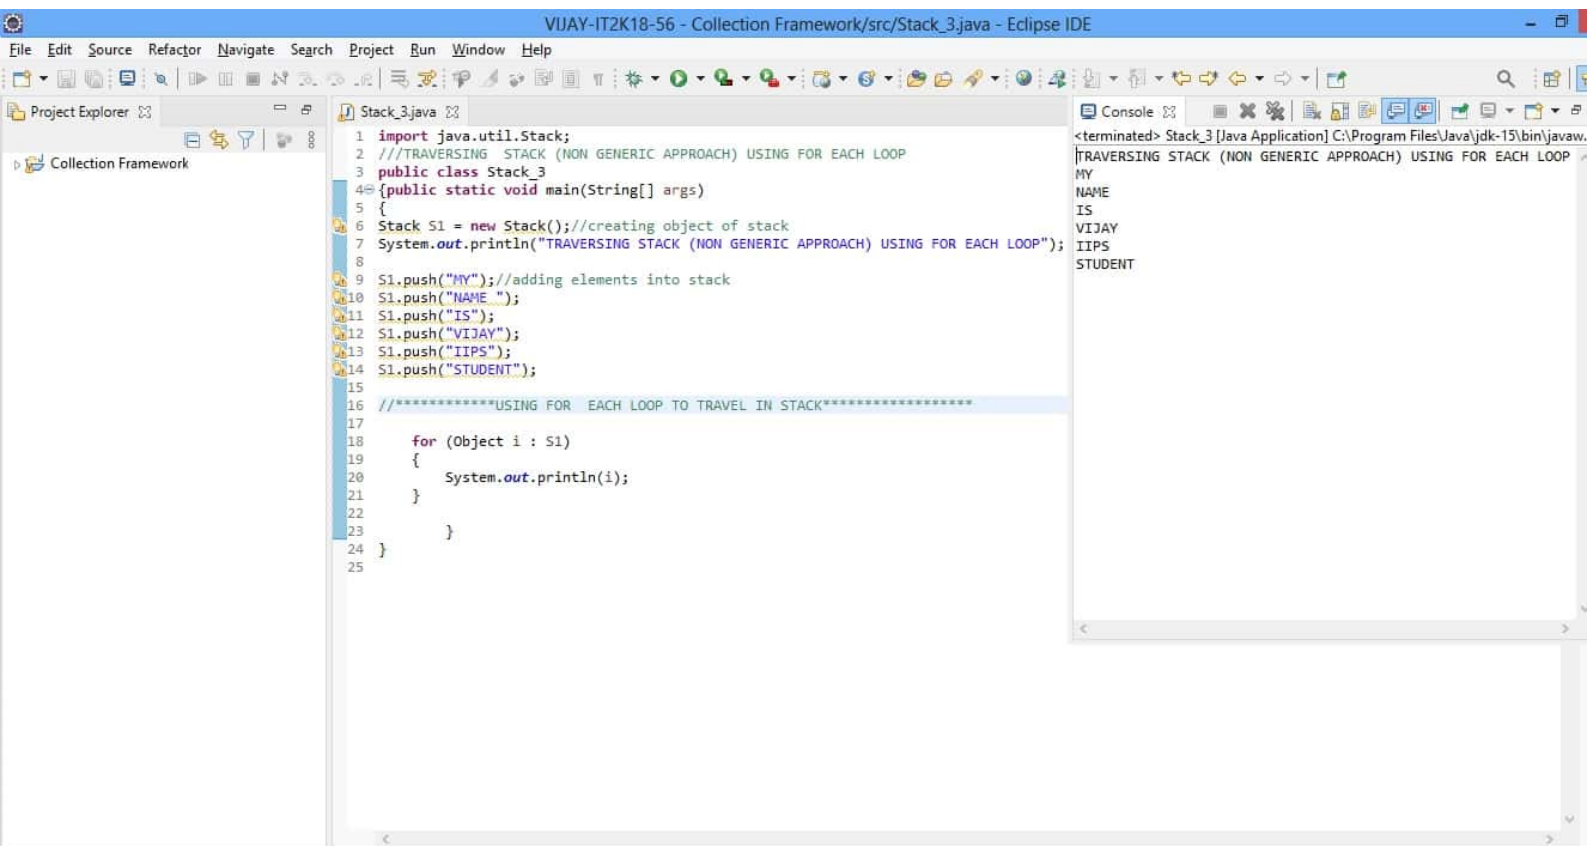 VIJAY-IT2K18-56 - Collection Framework/src/Stack_3.java - Eclipse IDE
File Edit Source Refactor Navigate Search Project Run Window Help
Project Explorer
Collection Framework
Stack_3.java
1 import java.util.Stack;
2 ///TRAVERSING  STACK (NON GENERIC APPROACH) USING FOR EACH LOOP
3 public class Stack_3
4 {public static void main(String[] args)
5 {
6 Stack S1 = new Stack();//creating object of stack
7 System.out.println("TRAVERSING STACK (NON GENERIC APPROACH) USING FOR EACH LOOP");
8
9 S1.push("MY");//adding elements into stack
10 S1.push("NAME ");
11 S1.push("IS");
12 S1.push("VIJAY");
13 S1.push("IIPS");
14 S1.push("STUDENT");
15
16 //************USING FOR  EACH LOOP TO TRAVEL IN STACK******************
17
18     for (Object i : S1)
19     {
20         System.out.println(i);
21     }
22
23         }
24 }
25
Console
<terminated> Stack_3 [Java Application] C:\Program Files\Java\jdk-15\bin\javaw.
TRAVERSING STACK (NON GENERIC APPROACH) USING FOR EACH LOOP
MY
NAME
IS
VIJAY
IIPS
STUDENT